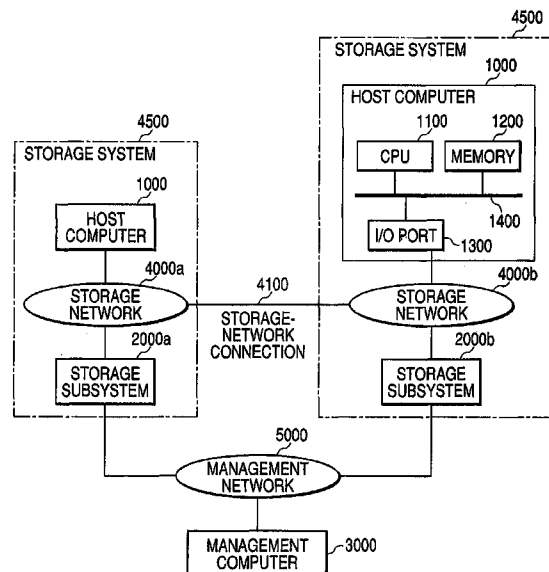 4500
STORAGE SYSTEM
1000
HOST COMPUTER
1100
1200
CPU
MEMORY
1400
I/O PORT
1300
4500
STORAGE SYSTEM
1000
HOST
COMPUTER
4000a
STORAGE
NETWORK
4100
STORAGE-
NETWORK
CONNECTION
4000b
STORAGE
NETWORK
2000a
STORAGE
SUBSYSTEM
2000b
STORAGE
SUBSYSTEM
5000
MANAGEMENT
NETWORK
MANAGEMENT
COMPUTER
3000